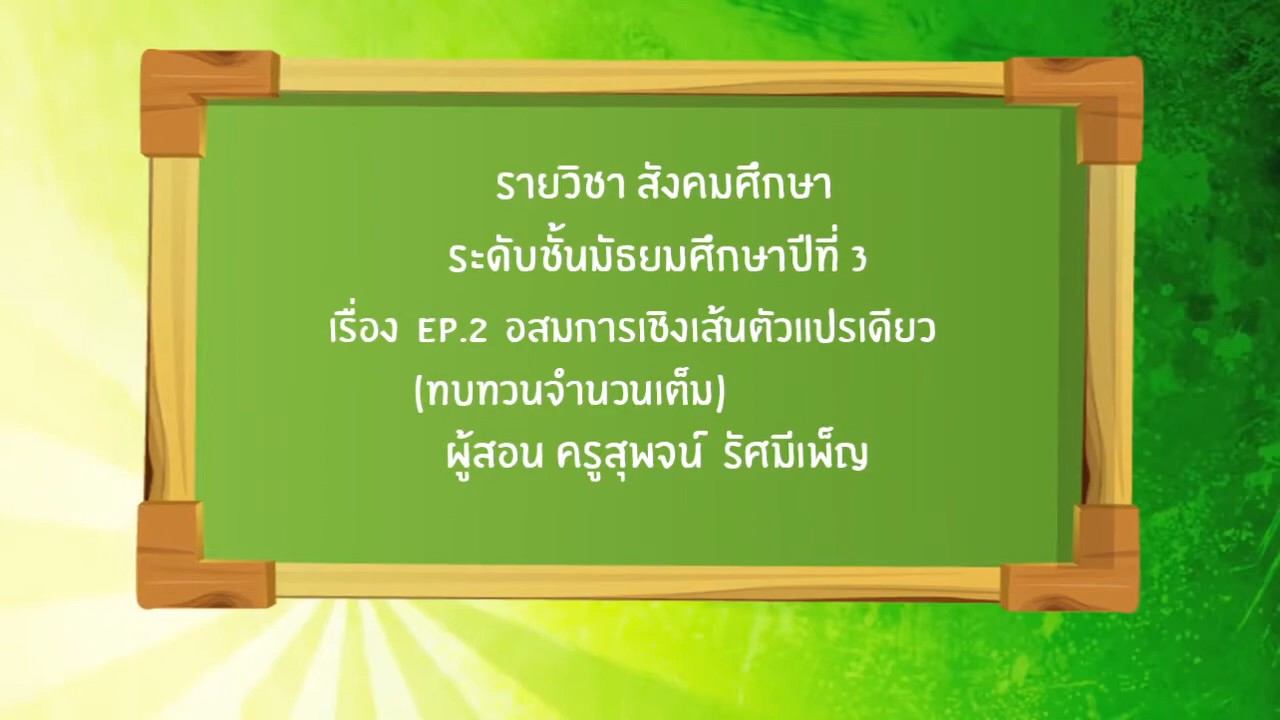 รายวิชา สังคมศึกษา
ระดับชั้นมัธยมศึกษาปีที่ 3
เรื่อง EP.2 อสมการเชิงเส้นตัวแปรเดียว
(ทบทวนจำนวนเต็ม)
ผู้สอน ครูสุพจน์ รัศมีเพ็ญ